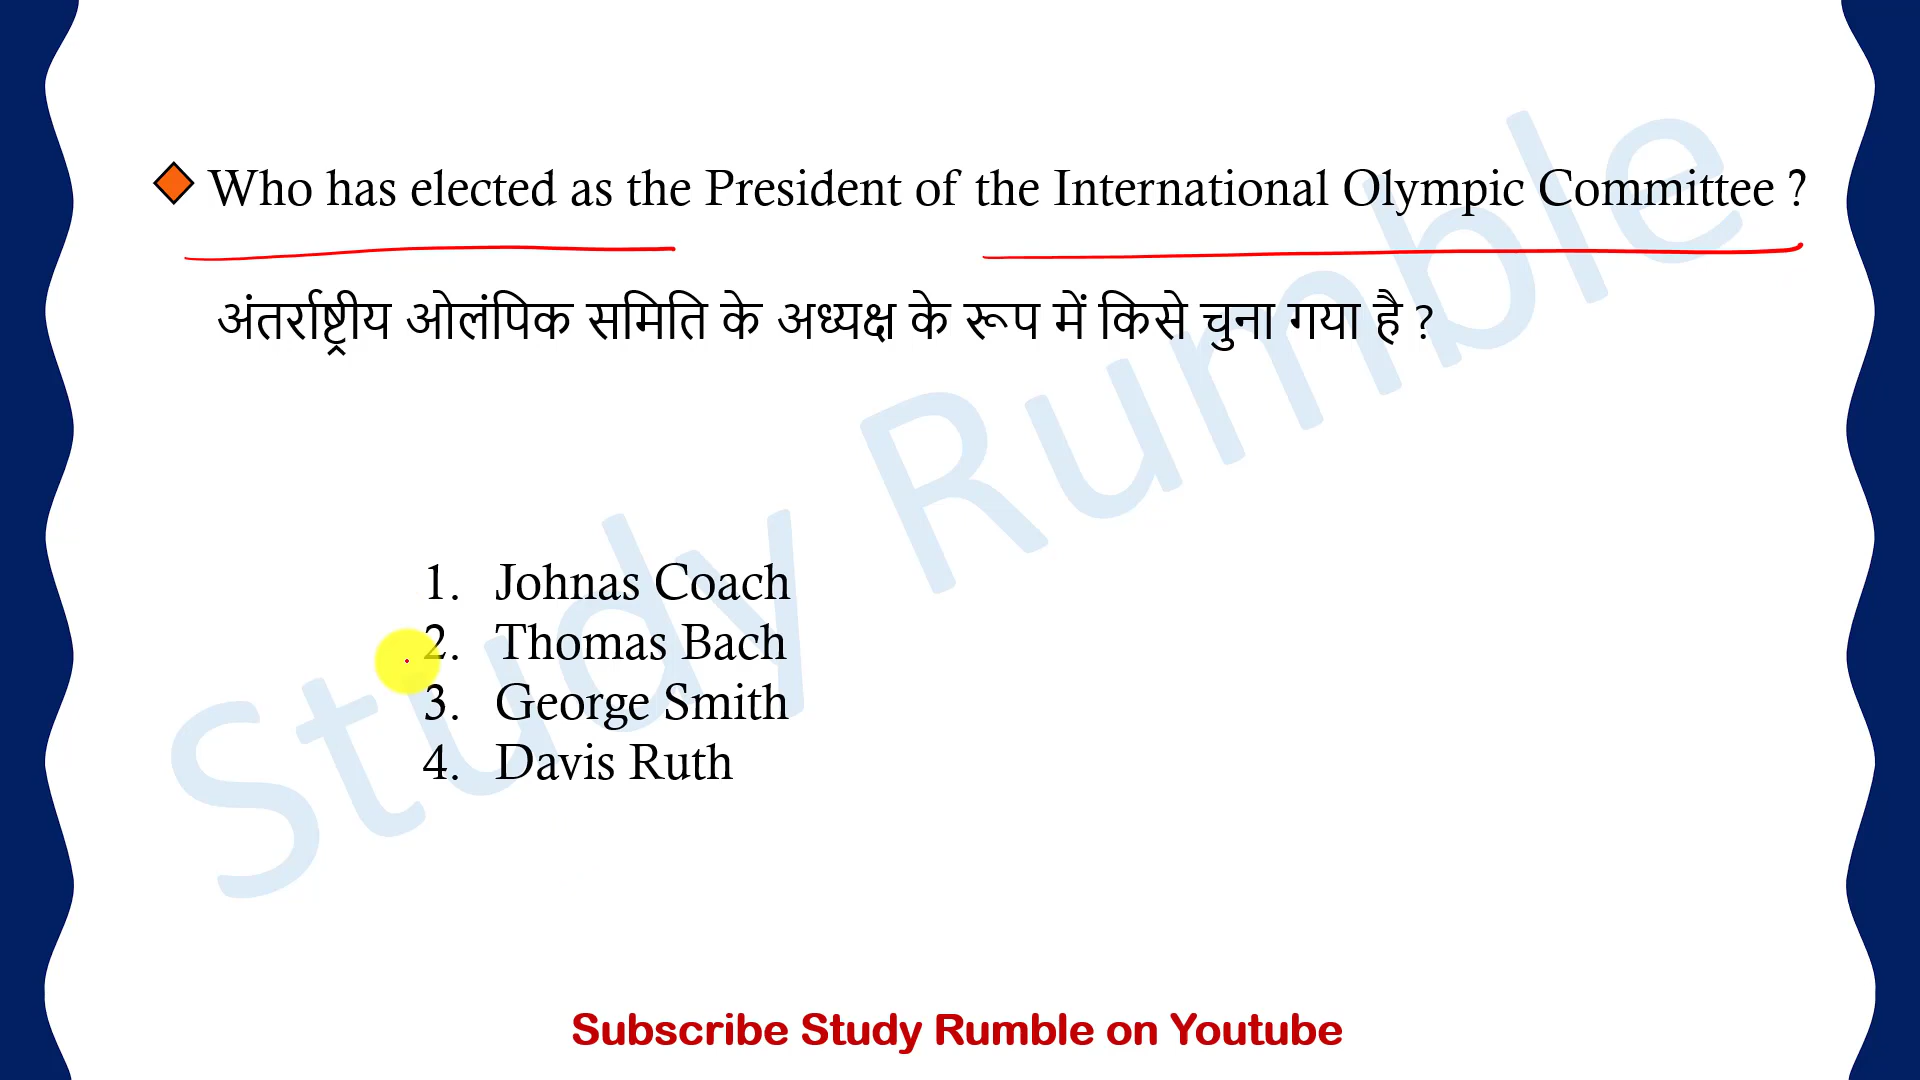 Who has elected as the President of the International Olympic Committee ?
अंतर्राष्ट्रीय ओलंपिक समिति के अध्यक्ष के रूप में किसे चुना गया है ?
1. Johnas Coach
2. Thomas Bach
3. George Smith
4. Davis Ruth
Study Rumble
Subscribe Study Rumble on Youtube